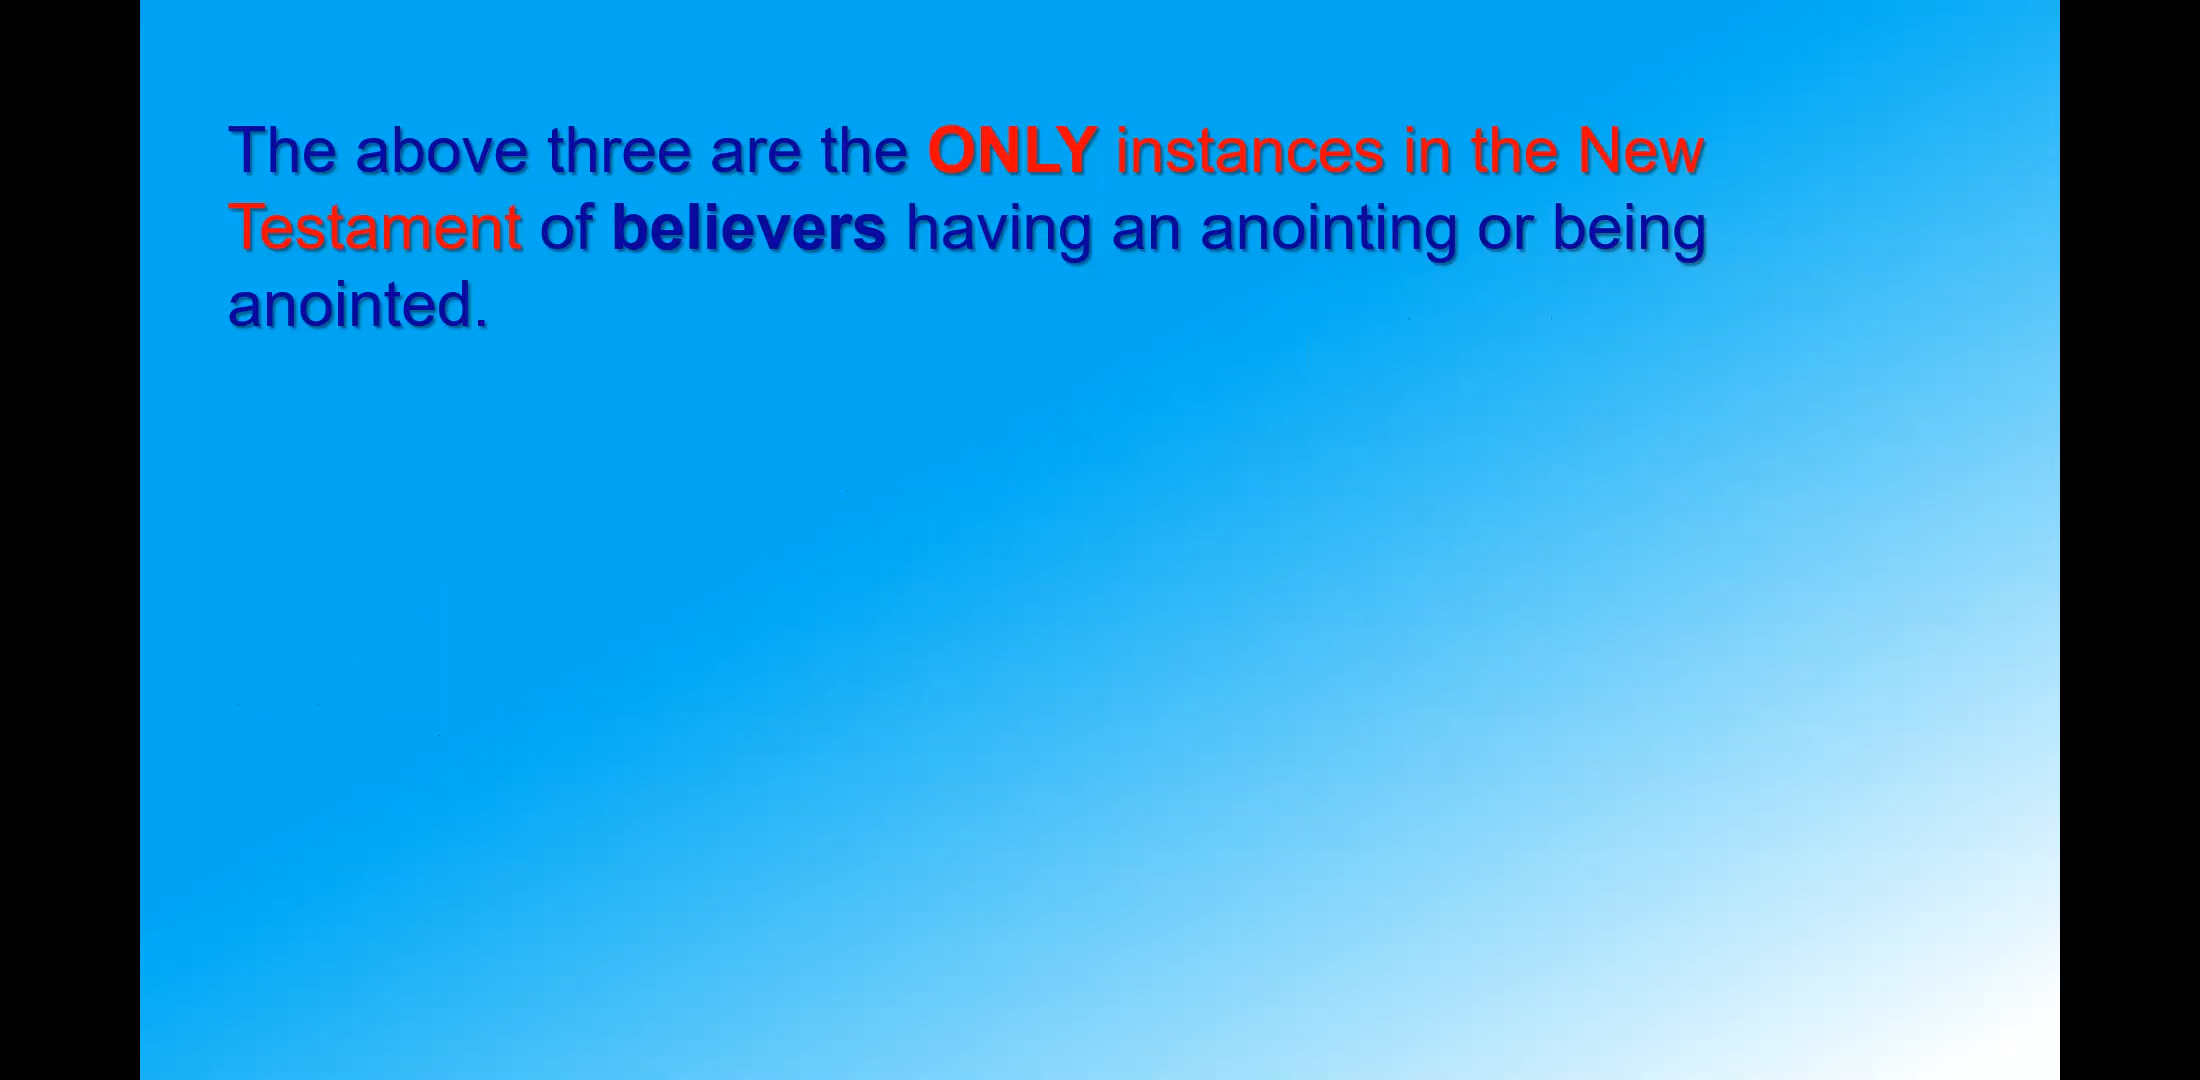 The above three are the ONLY instances in the New
Testament of believers having an anointing or being
anointed.